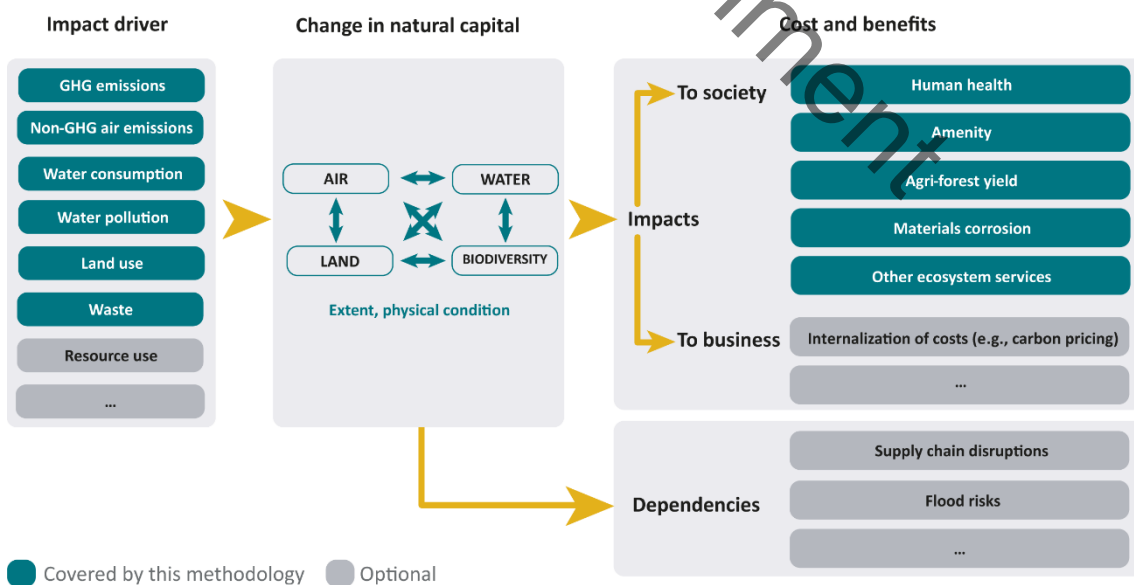 Impact driver
Change in natural capital
Cost and benefits
GHG emissions
Non-GHG air emissions
Water consumption
Water pollution
Land use
Waste
Resource use
...
AIR
WATER
LAND
BIODIVERSITY
Extent, physical condition
Impacts
To society
Human health
Amenity
Agri-forest yield
Materials corrosion
Other ecosystem services
To business
Internalization of costs (e.g., carbon pricing)
...
Dependencies
Supply chain disruptions
Flood risks
...
Covered by this methodology
Optional